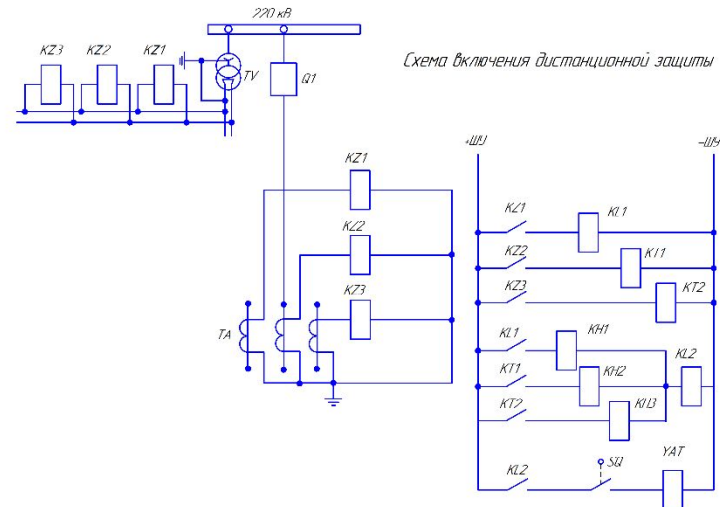 220 кВ
KZ3 KZ2 KZ1
TV
Q1
Схема включения дистанционной защиты
+ШУ
–ШУ
KZ1
KZ2
KZ3
TA
KZ1 KL1
KZ2 KT1
KZ3 KT2
KL1 KH1
KT1 KH2 KL2
KT2 KH3
KL2 SQ YAT